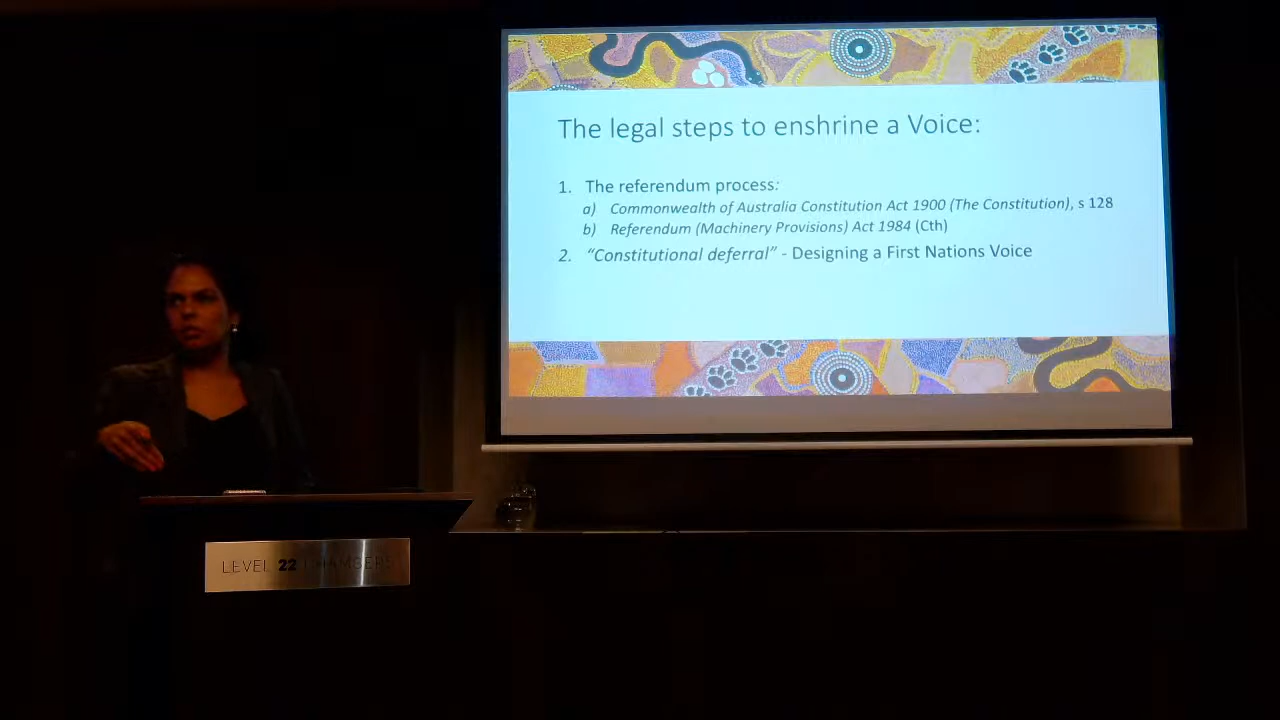 The legal steps to enshrine a Voice:
1. The referendum process:
a) Commonwealth of Australia Constitution Act 1900 (The Constitution), s 128
b) Referendum (Machinery Provisions) Act 1984 (Cth)
2. “Constitutional deferral” - Designing a First Nations Voice
LEVEL 22 CHAMBERS